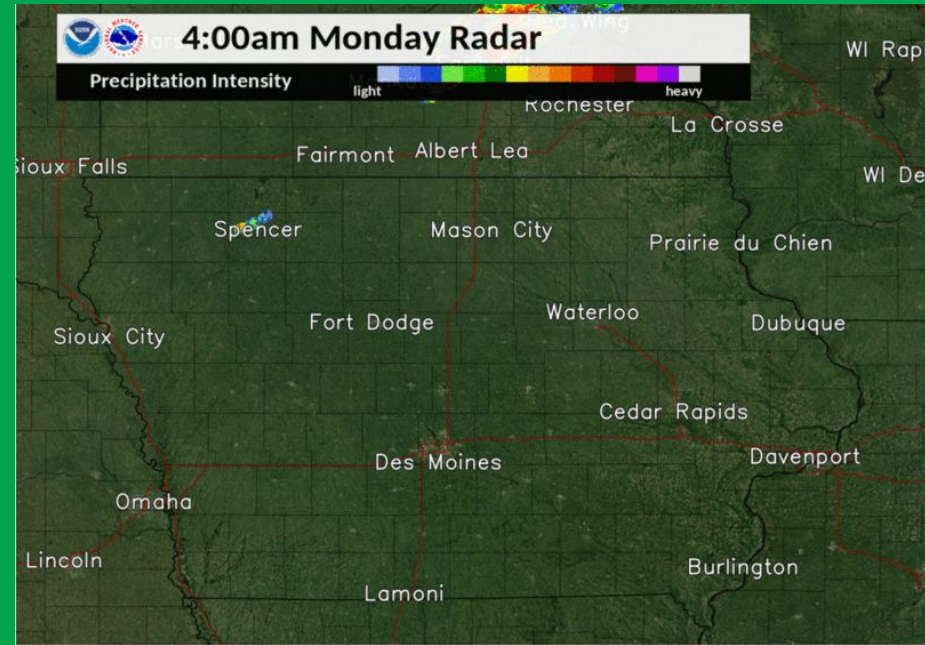 4:00am Monday Radar
Red Wing
WI Rap
Precipitation Intensity
light
heavy
Rochester
La Crosse
Fairmont
Albert Lea
Sioux Falls
WI De
Spencer
Mason City
Prairie du Chien
Fort Dodge
Waterloo
Dubuque
Sioux City
Cedar Rapids
Des Moines
Davenport
Omaha
Lincoln
Burlington
Lamoni